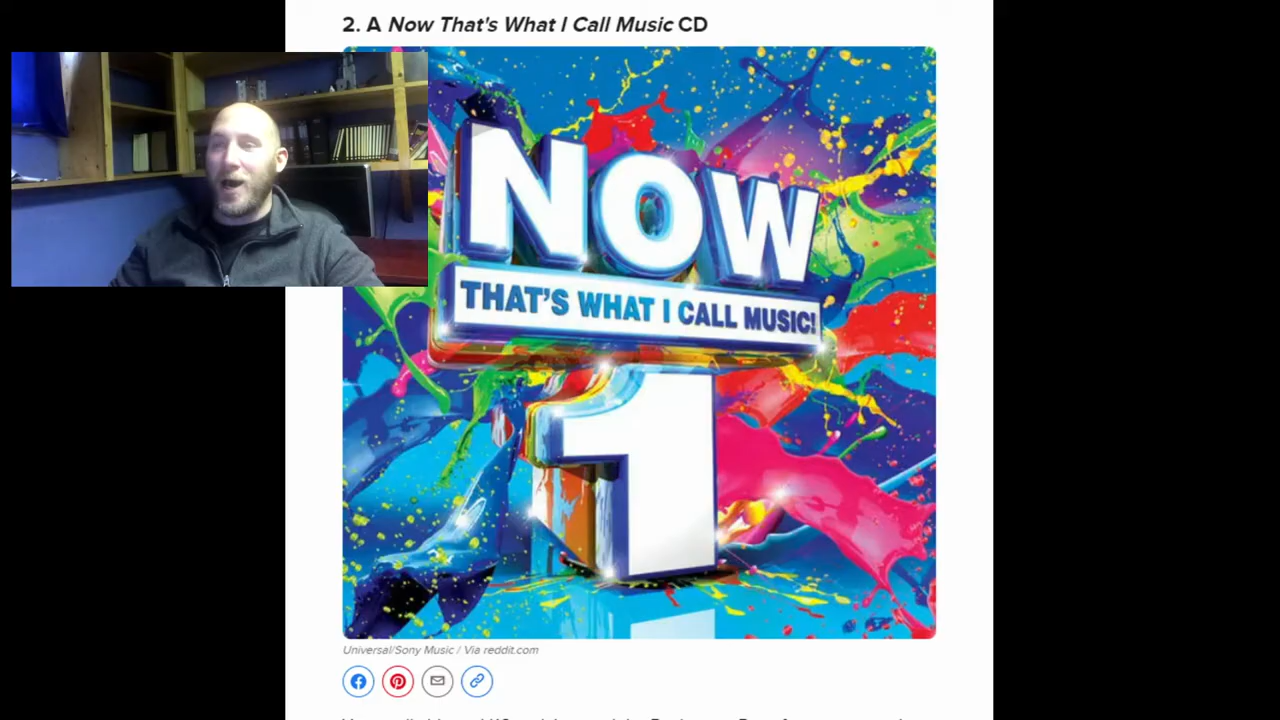 2. A Now That's What I Call Music CD
NOW
THAT'S WHAT I CALL MUSIC!
1
Universal/Sony Music / Via reddit.com